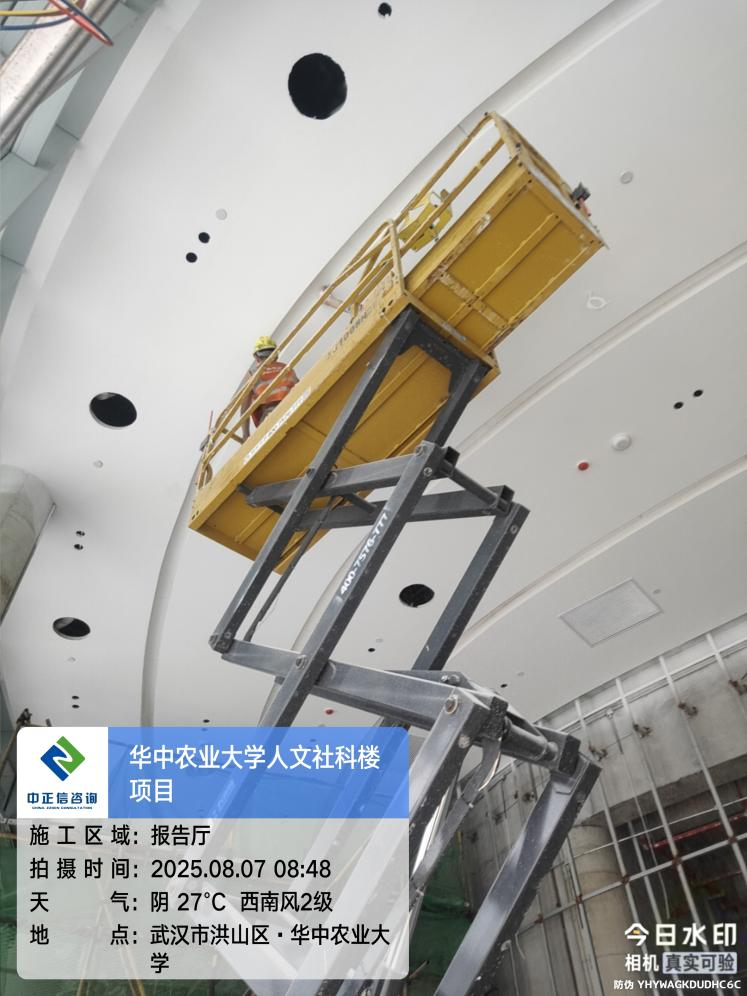 400-7576-777
中正信咨询
CHINA ZZXIN CONSULTATION
华中农业大学人文社科楼
项目
施工区域：报告厅
拍摄时间：2025.08.07 08:48
天气：阴 27℃ 西南风2级
地点：武汉市洪山区·华中农业大
学
今日水印
相机 真实可验
防伪 YHYWAGKDUDHC6C